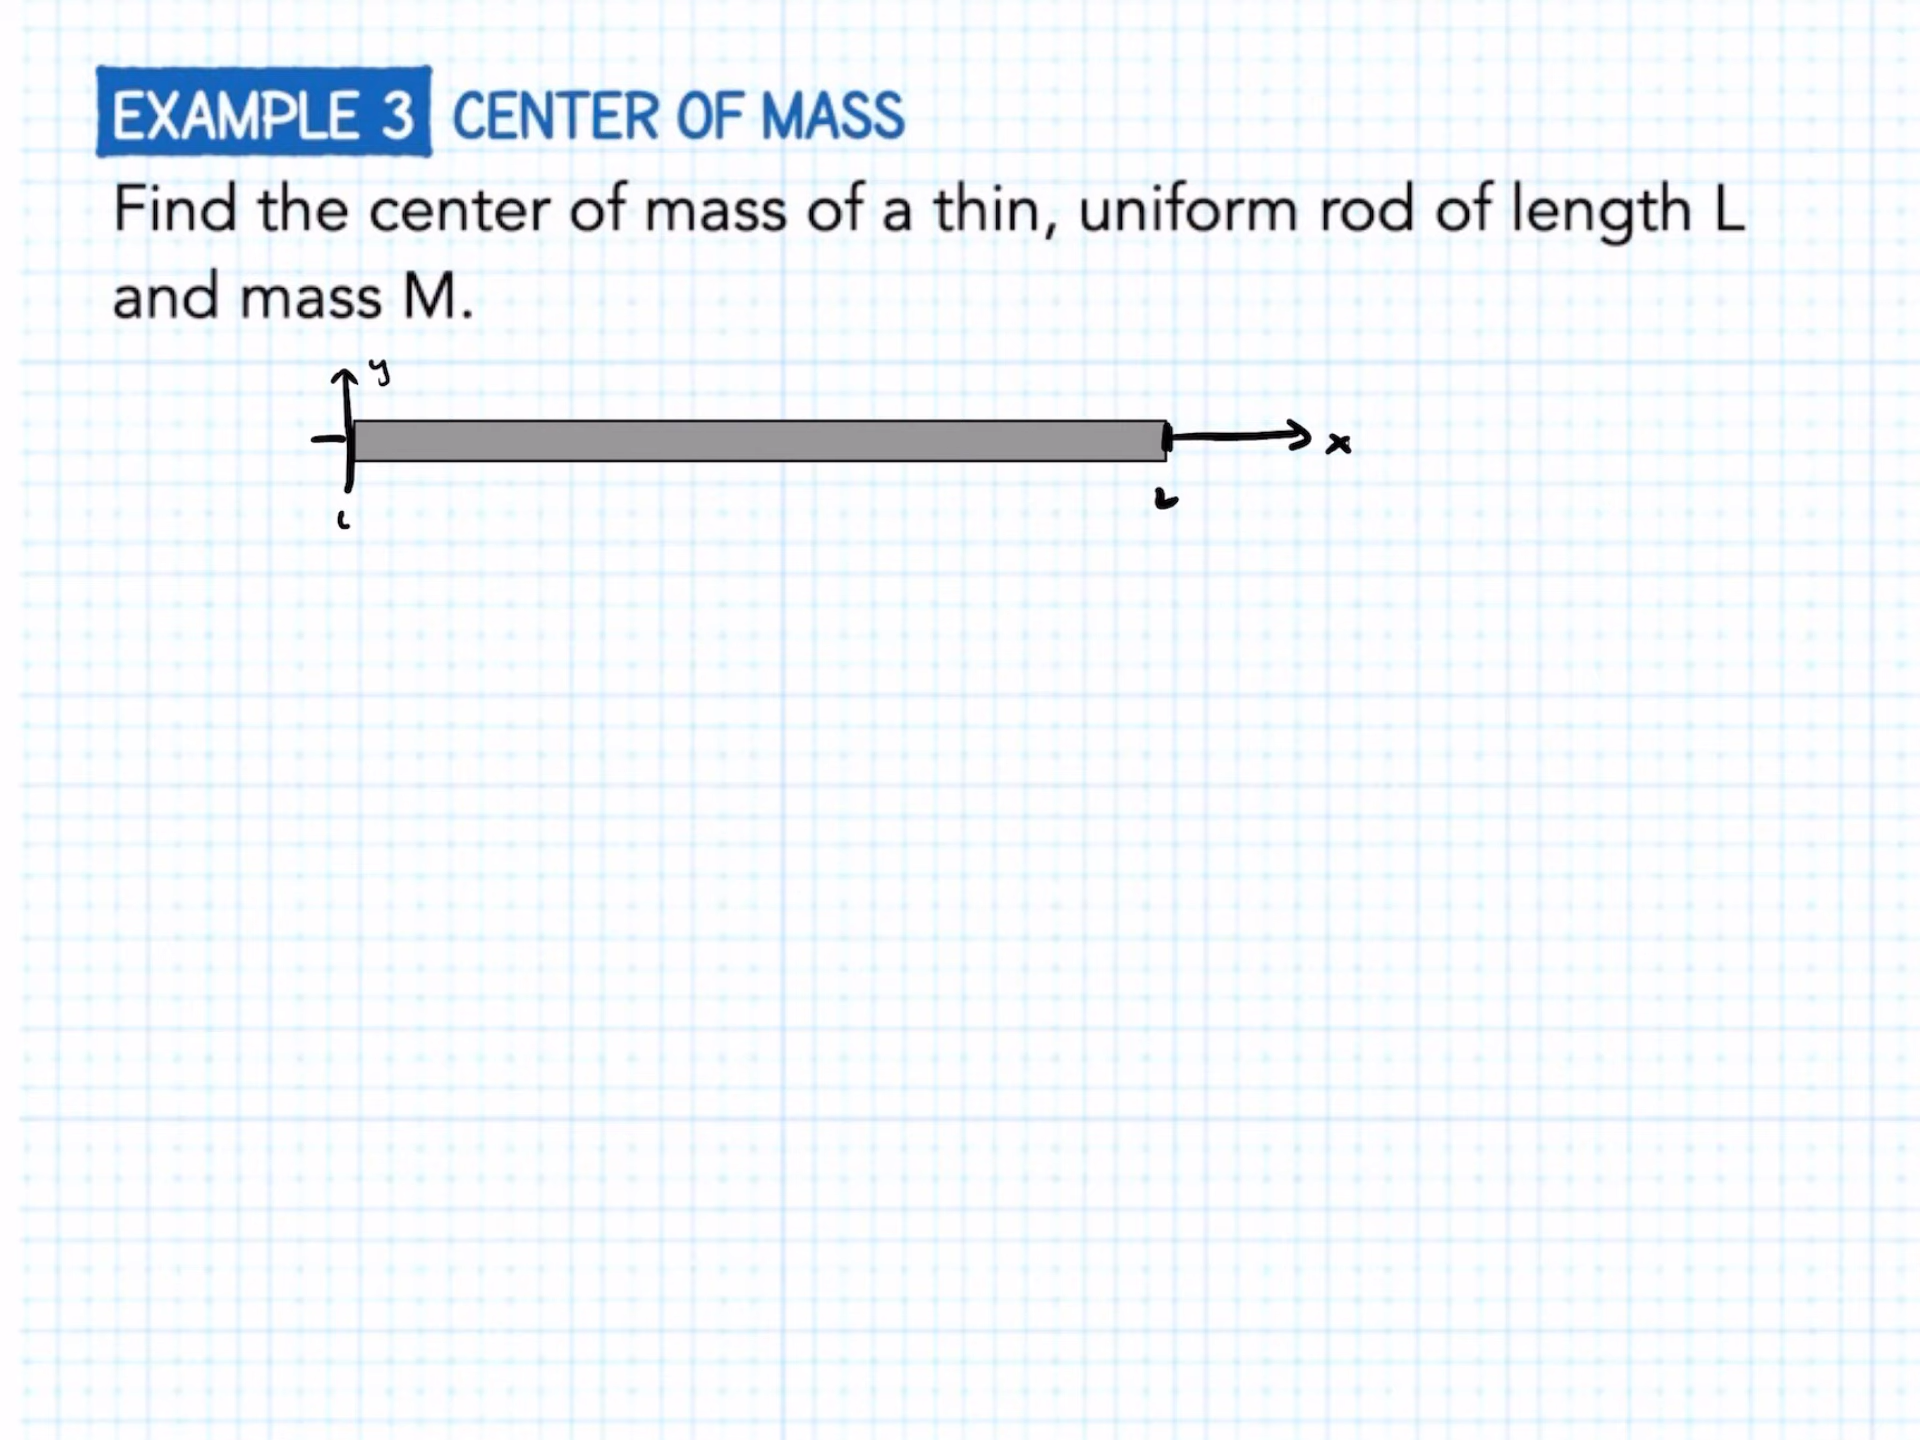 EXAMPLE 3 CENTER OF MASS
Find the center of mass of a thin, uniform rod of length L
and mass M.
y
x
L